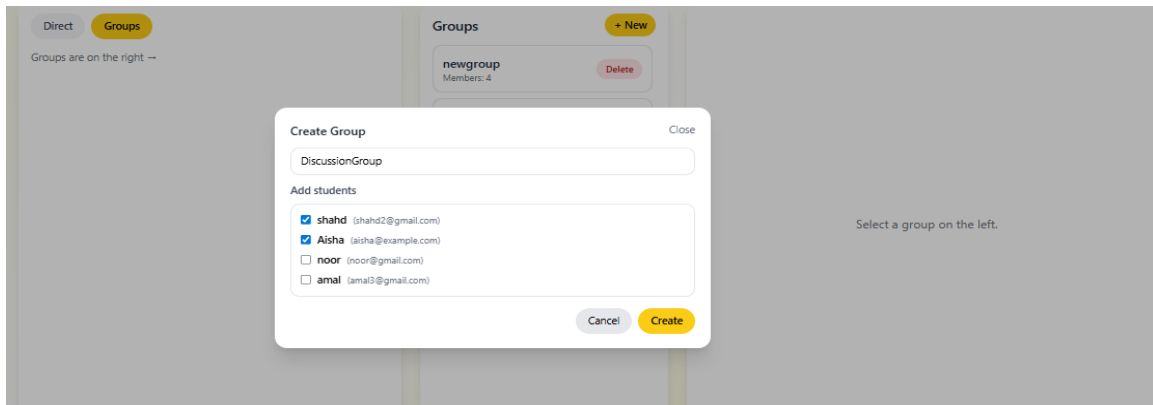 Direct Groups
Groups are on the right →
Groups + New
newgroup
Members: 4
Delete
Create Group Close
DiscussionGroup
Add students
shahd (shahd2@gmail.com)
Aisha (aisha@example.com)
noor (noor@gmail.com)
amal (amal3@gmail.com)
Cancel Create
Select a group on the left.